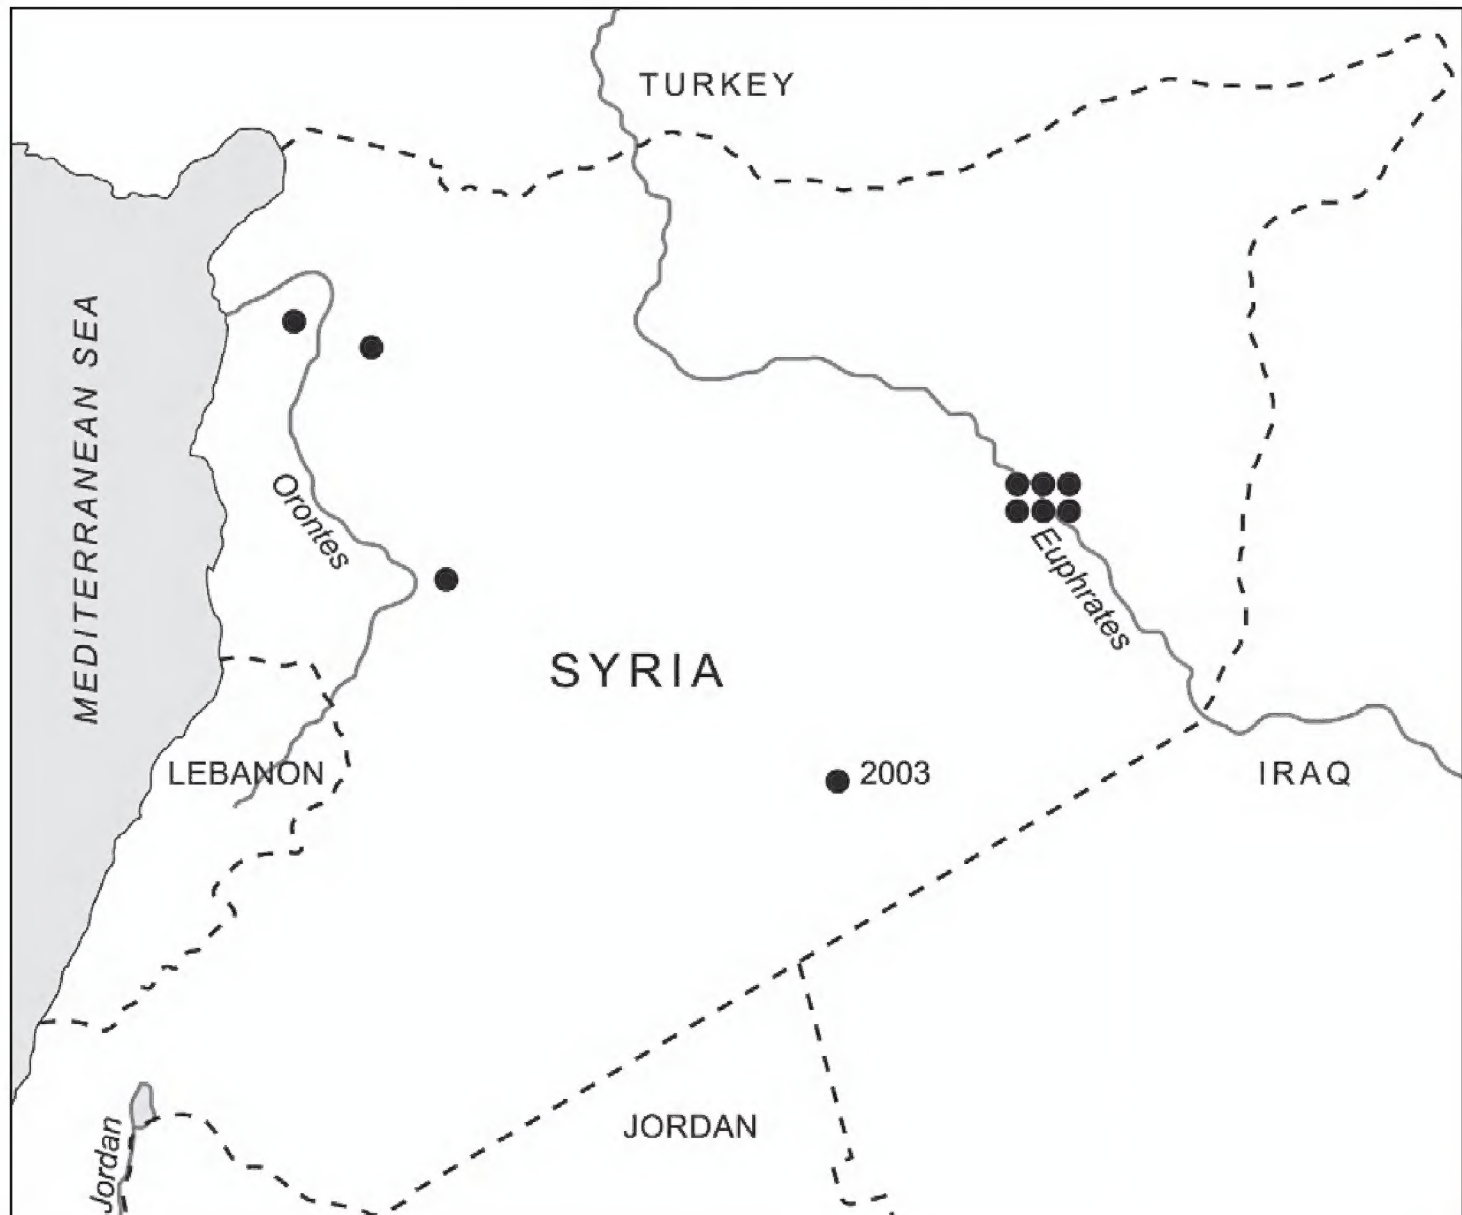 TURKEY
MEDITERRANEAN SEA
Orontes
Euphrates
SYRIA
LEBANON
2003
IRAQ
JORDAN
Jordan